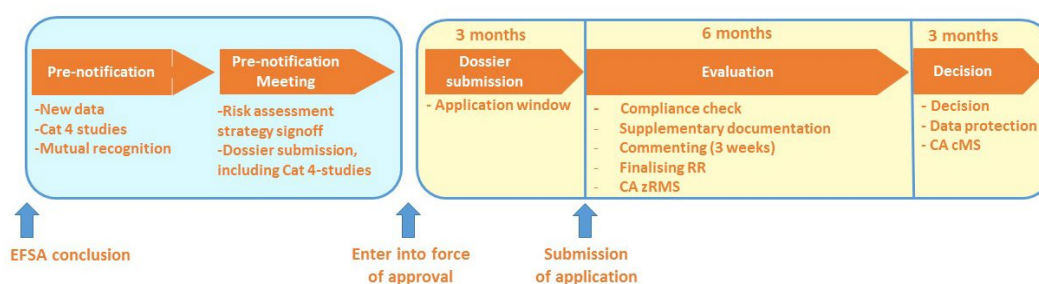 3 months
6 months
3 months
Pre-notification
Pre-notification
Meeting
Dossier
submission
Evaluation
Decision
-New data
-Cat 4 studies
-Mutual recognition
-Risk assessment
strategy signoff
-Dossier submission,
including Cat 4-studies
- Application window
- Compliance check
- Supplementary documentation
- Commenting (3 weeks)
- Finalising RR
- CA zRMS
- Decision
- Data protection
- CA cMS
EFSA conclusion
Enter into force
of approval
Submission
of application